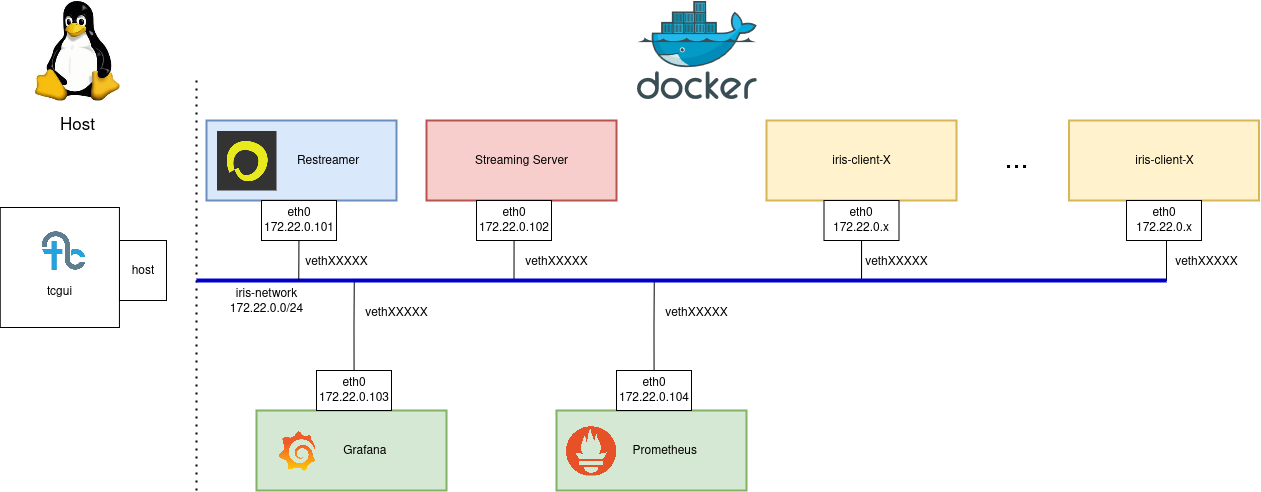 docker
Host
Restreamer
Streaming Server
iris-client-X
...
iris-client-X
eth0
172.22.0.101
eth0
172.22.0.102
eth0
172.22.0.x
eth0
172.22.0.x
vethXXXXX
vethXXXXX
vethXXXXX
vethXXXXX
tcgui
host
iris-network
172.22.0.0/24
vethXXXXX
vethXXXXX
eth0
172.22.0.103
eth0
172.22.0.104
Grafana
Prometheus